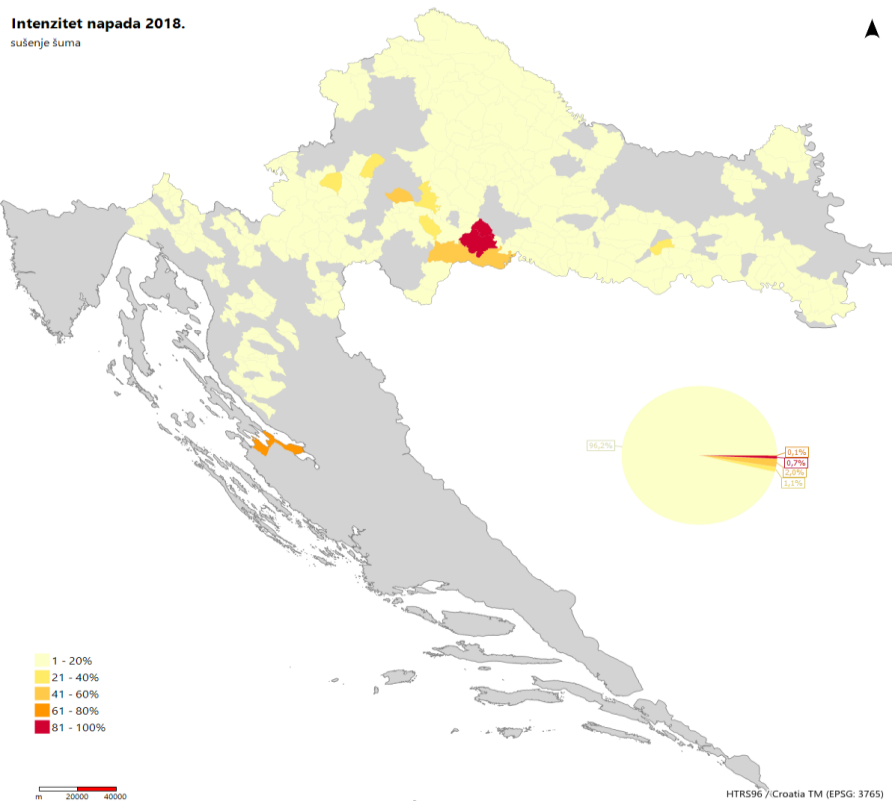 Intenzitet napada 2018.
sušenje šuma
96,2%
0,1%
0,7%
2,0%
1,1%
1 - 20%
21 - 40%
41 - 60%
61 - 80%
81 - 100%
m 20000 40000
HTRS96 / Croatia TM (EPSG: 3765)